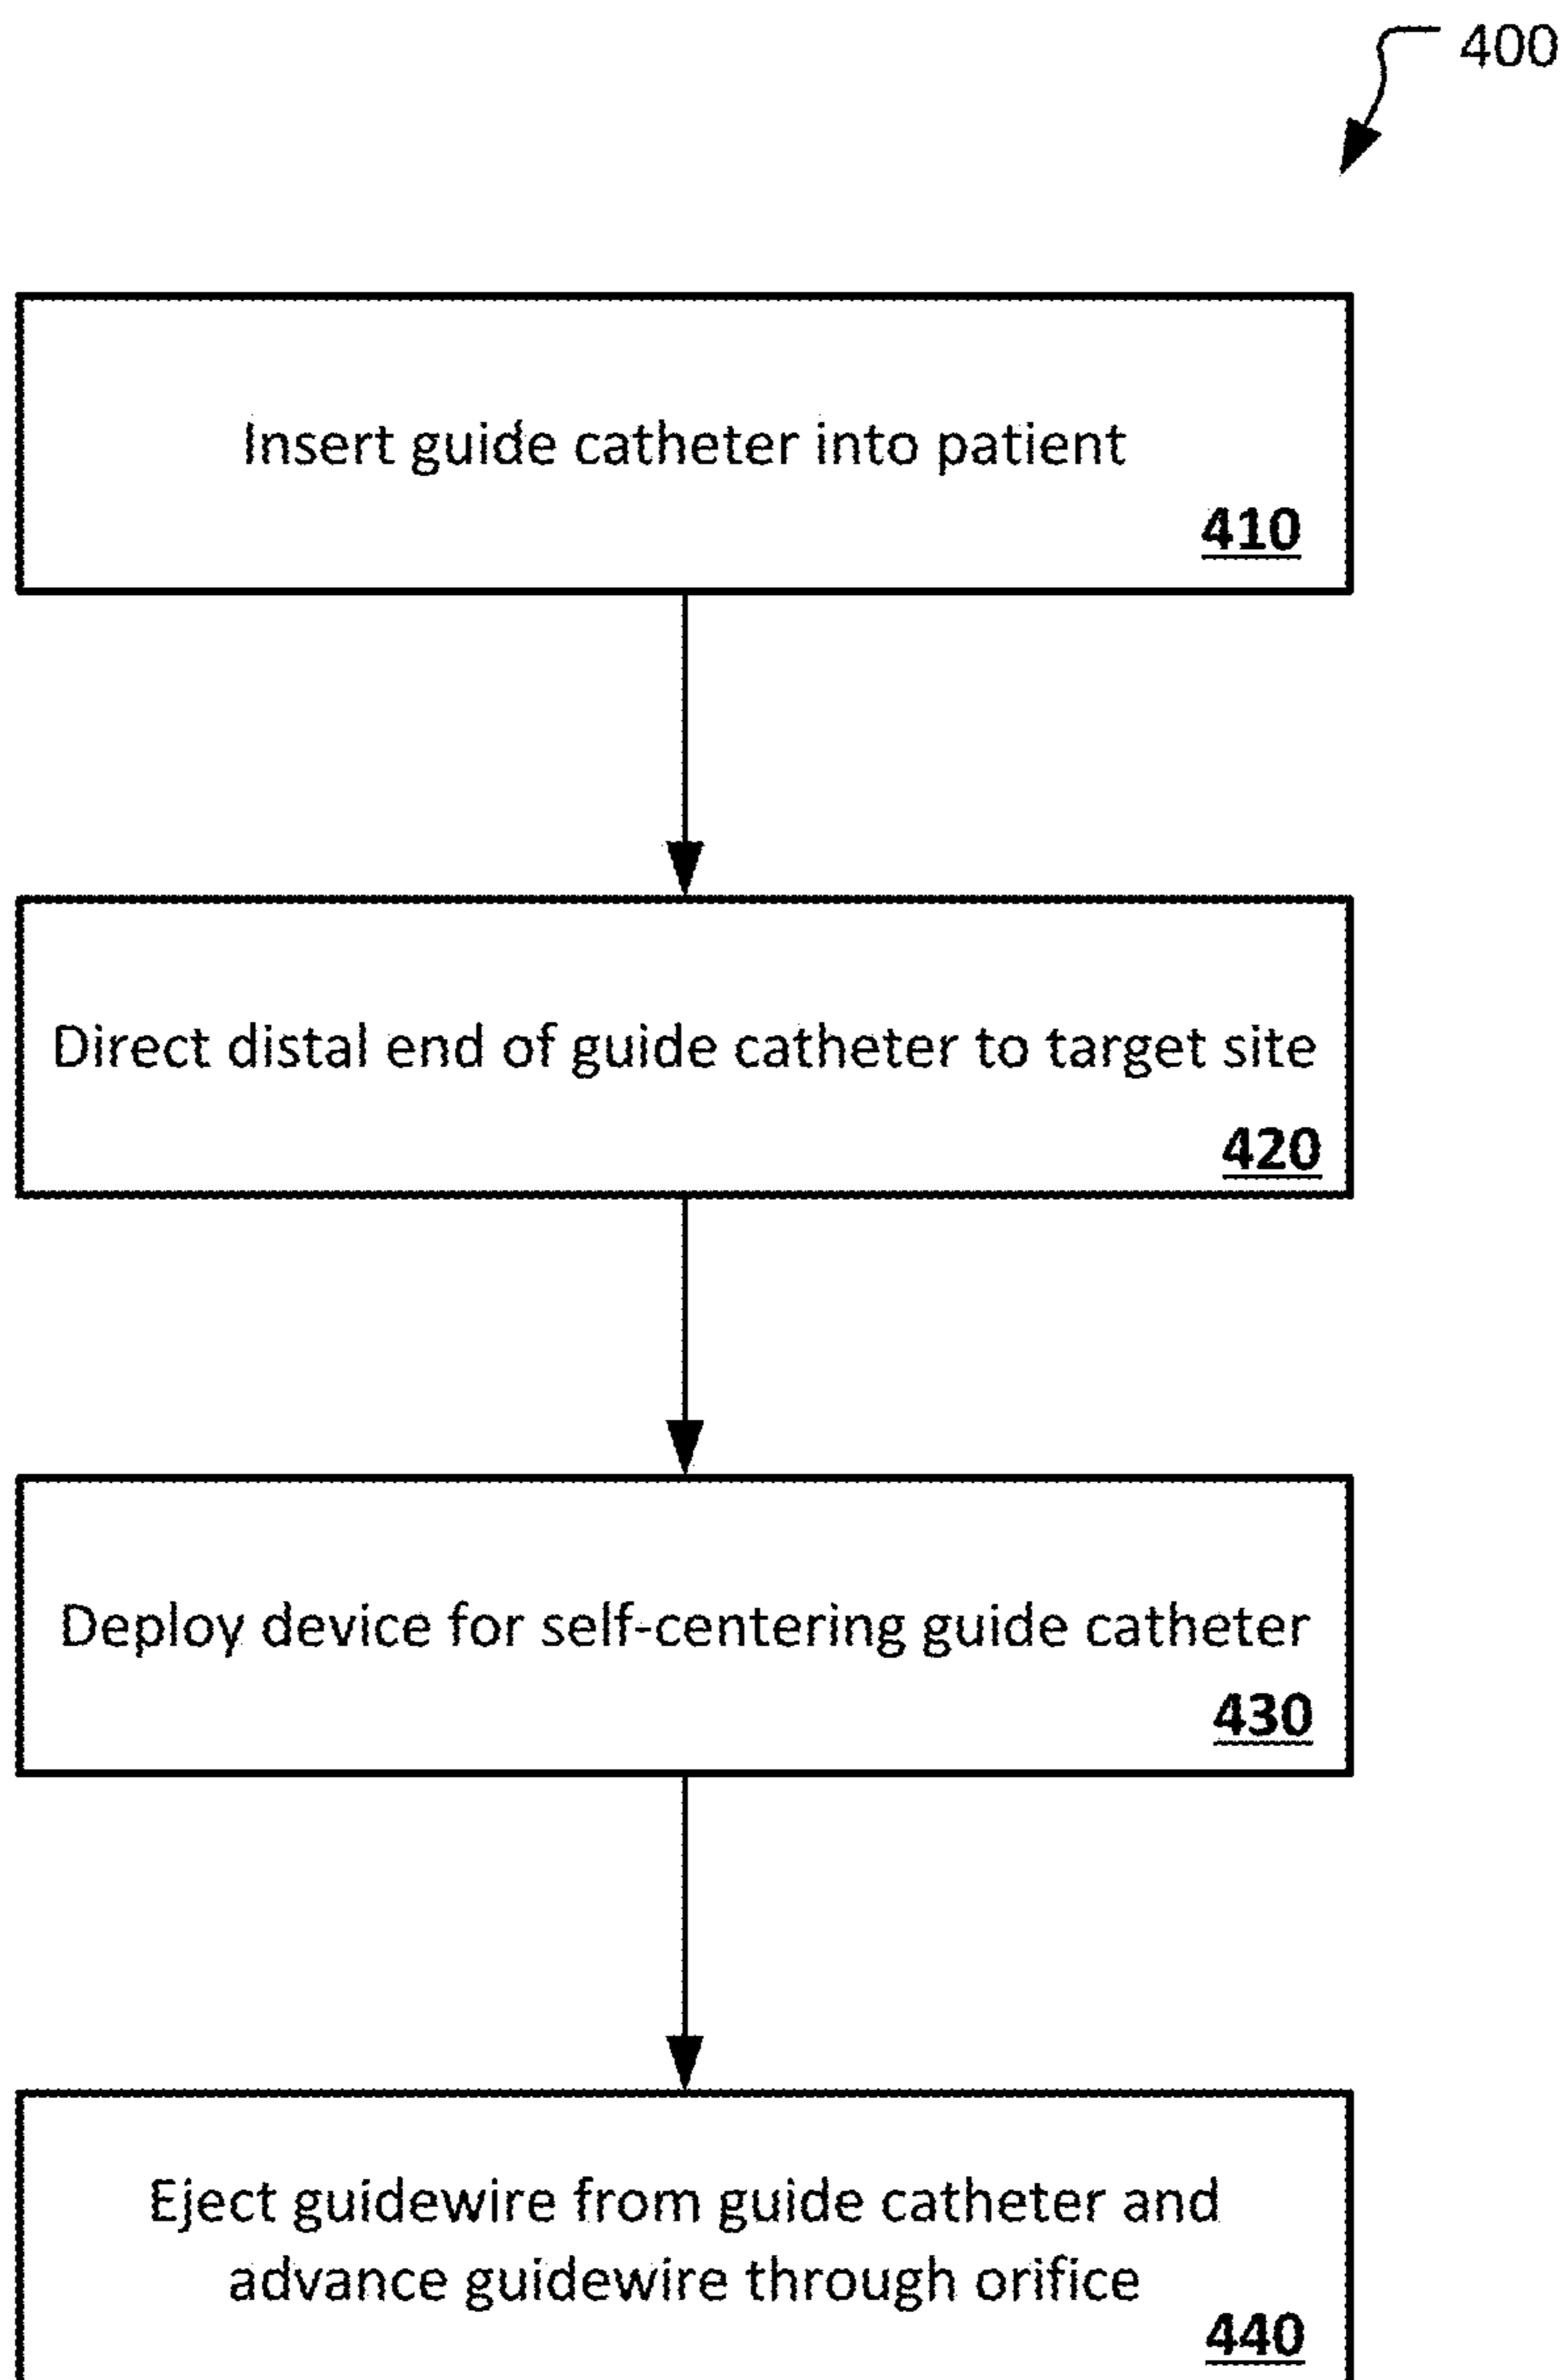 400
Insert guide catheter into patient
410
Direct distal end of guide catheter to target site
420
Deploy device for self-centering guide catheter
430
Eject guidewire from guide catheter and
advance guidewire through orifice
440